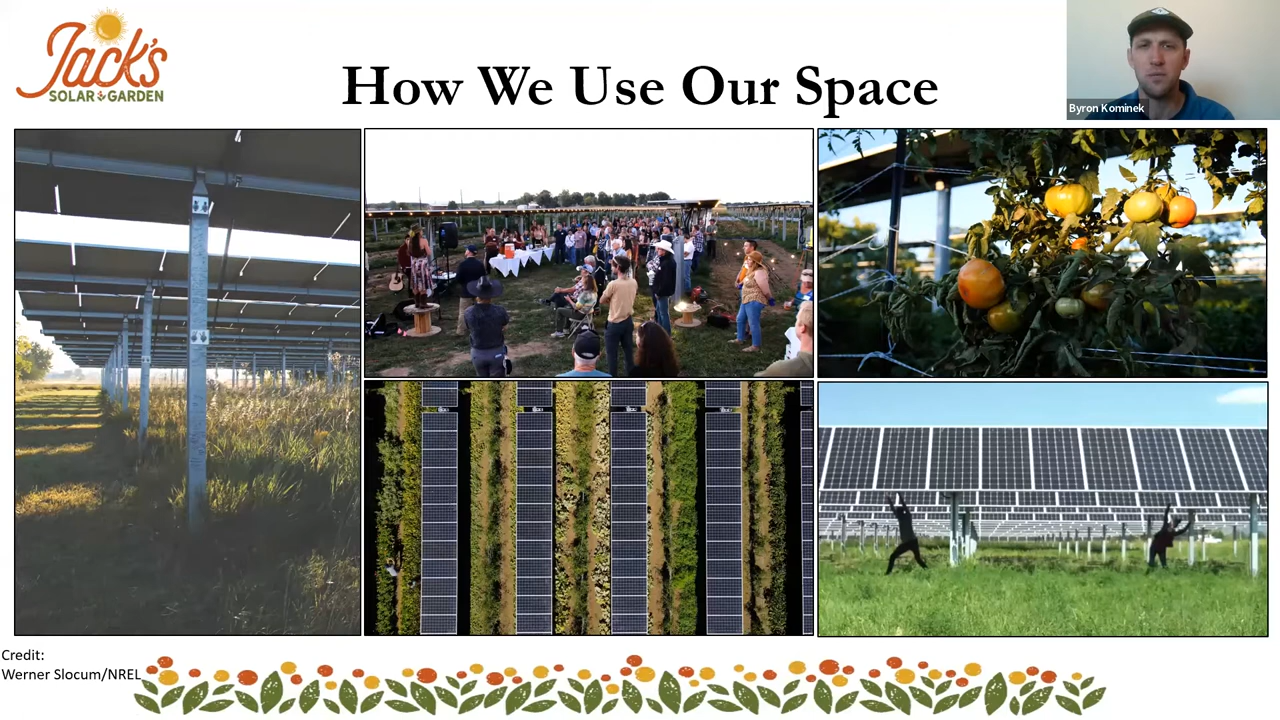 Jack's
SOLAR & GARDEN
How We Use Our Space
Byron Kominek
Credit:
Werner Slocum/NREL